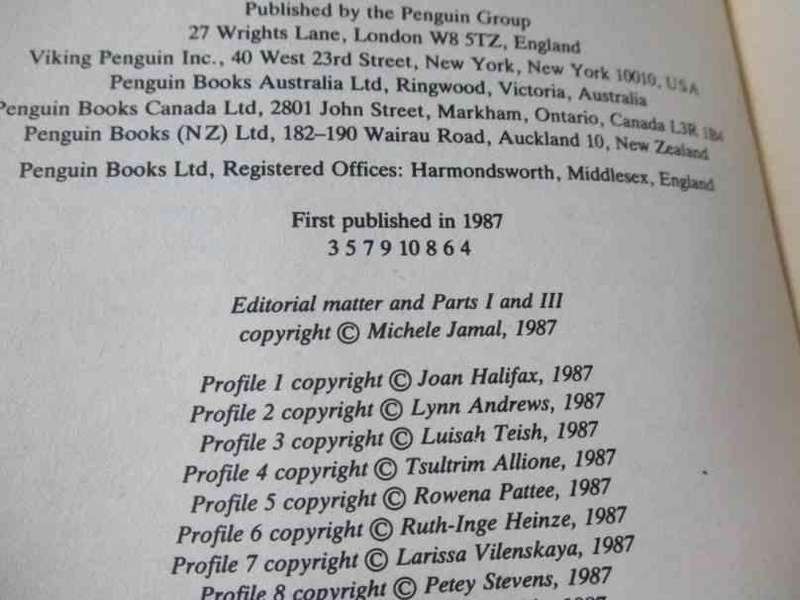 Published by the Penguin Group
27 Wrights Lane, London W8 5TZ, England
Viking Penguin Inc., 40 West 23rd Street, New York, New York 10010, USA
Penguin Books Australia Ltd, Ringwood, Victoria, Australia
Penguin Books Canada Ltd, 2801 John Street, Markham, Ontario, Canada L3R 1B4
Penguin Books (NZ) Ltd, 182–190 Wairau Road, Auckland 10, New Zealand
Penguin Books Ltd, Registered Offices: Harmondsworth, Middlesex, England
First published in 1987
3 5 7 9 10 8 6 4
Editorial matter and Parts I and III
copyright © Michele Jamal, 1987
Profile 1 copyright © Joan Halifax, 1987
Profile 2 copyright © Lynn Andrews, 1987
Profile 3 copyright © Luisah Teish, 1987
Profile 4 copyright © Tsultrim Allione, 1987
Profile 5 copyright © Rowena Pattee, 1987
Profile 6 copyright © Ruth-Inge Heinze, 1987
Profile 7 copyright © Larissa Vilenskaya, 1987
Profile 8 copyright © Petey Stevens, 1987